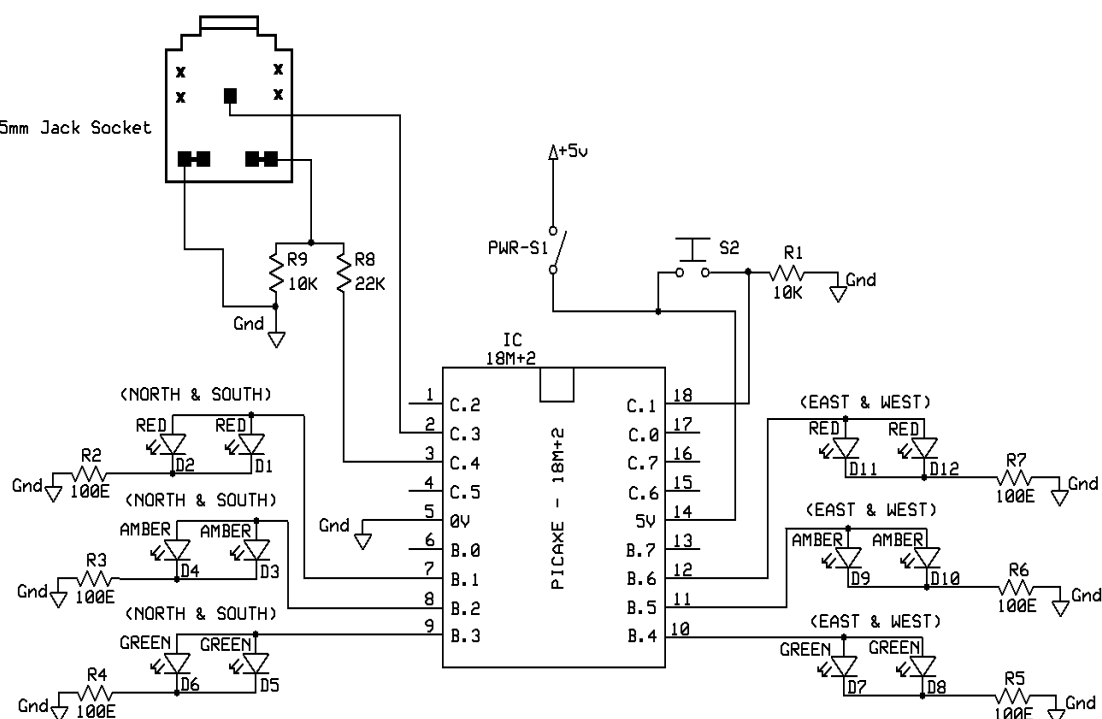 5mm Jack Socket
x
x
x
x
R9
10K
R8
22K
Gnd
+5v
PWR-S1
S2
R1
10K
Gnd
IC
18M+2
PICAXE - 18M+2
1 C.2
2 C.3
3 C.4
4 C.5
5 0V
6 B.0
7 B.1
8 B.2
9 B.3
C.1 18
C.0 17
C.7 16
C.6 15
5V 14
B.7 13
B.6 12
B.5 11
B.4 10
Gnd
(NORTH & SOUTH)
RED RED
D2 D1
R2
100E
Gnd
(NORTH & SOUTH)
AMBER AMBER
D4 D3
R3
100E
Gnd
(NORTH & SOUTH)
GREEN GREEN
D6 D5
R4
100E
Gnd
(EAST & WEST)
RED RED
D11 D12
R7
100E
Gnd
(EAST & WEST)
AMBER AMBER
D9 D10
R6
100E
Gnd
(EAST & WEST)
GREEN GREEN
D7 D8
R5
100E
Gnd